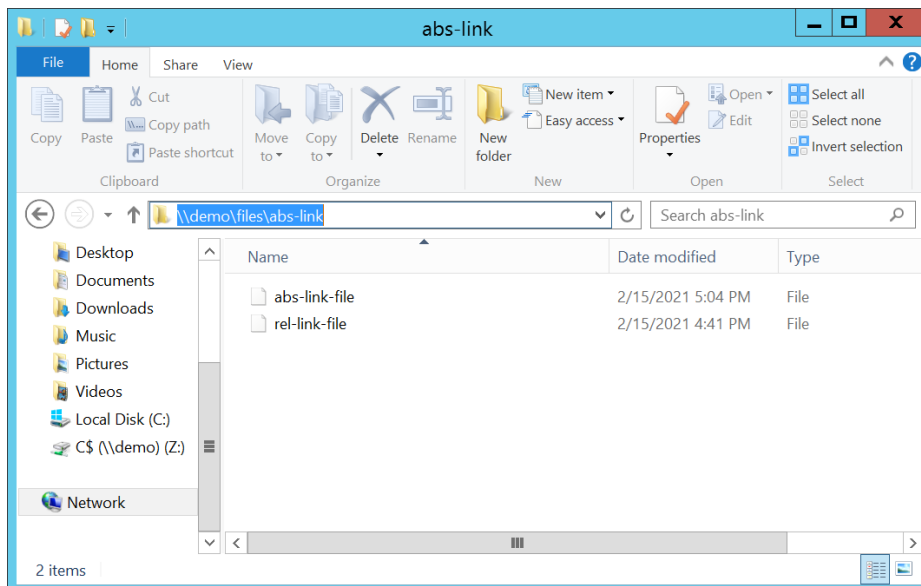 abs-link
File Home Share View
Copy
Paste
Cut
Copy path
Paste shortcut
Clipboard
Move to
Copy to
Delete
Rename
Organize
New folder
New item
Easy access
New
Properties
Open
Edit
Open
Select all
Select none
Invert selection
Select
\\demo\files\abs-link
Search abs-link
Desktop
Documents
Downloads
Music
Pictures
Videos
Local Disk (C:)
C$ (\\demo) (Z:)
Network
Name Date modified Type
abs-link-file 2/15/2021 5:04 PM File
rel-link-file 2/15/2021 4:41 PM File
2 items